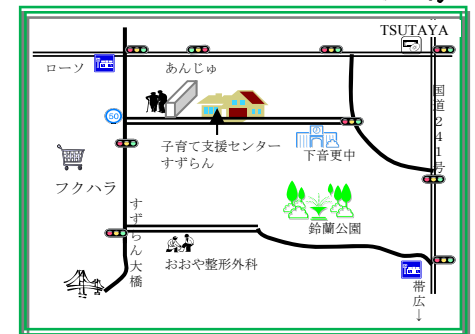 TSUTAYA
ローソ
あんじゅ
国道241号
50
子育て支援センター
すずらん
下音更中
フクハラ
鈴蘭公園
すずらん大橋
おおや整形外科
帯広↓